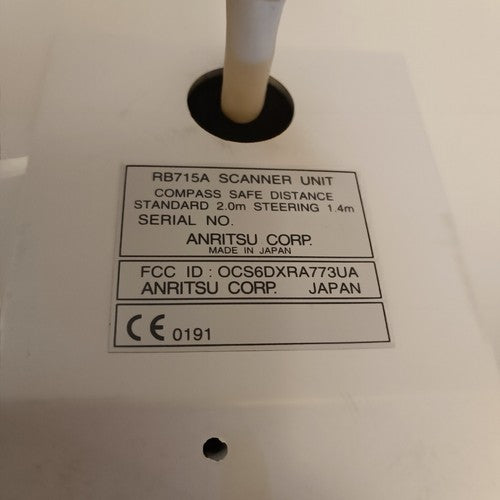 RB715A SCANNER UNIT
COMPASS SAFE DISTANCE
STANDARD 2.0m STEERING 1.4m
SERIAL NO.
ANRITSU CORP.
MADE IN JAPAN
FCC ID : OCS6DXRA773UA
ANRITSU CORP. JAPAN
CE 0191